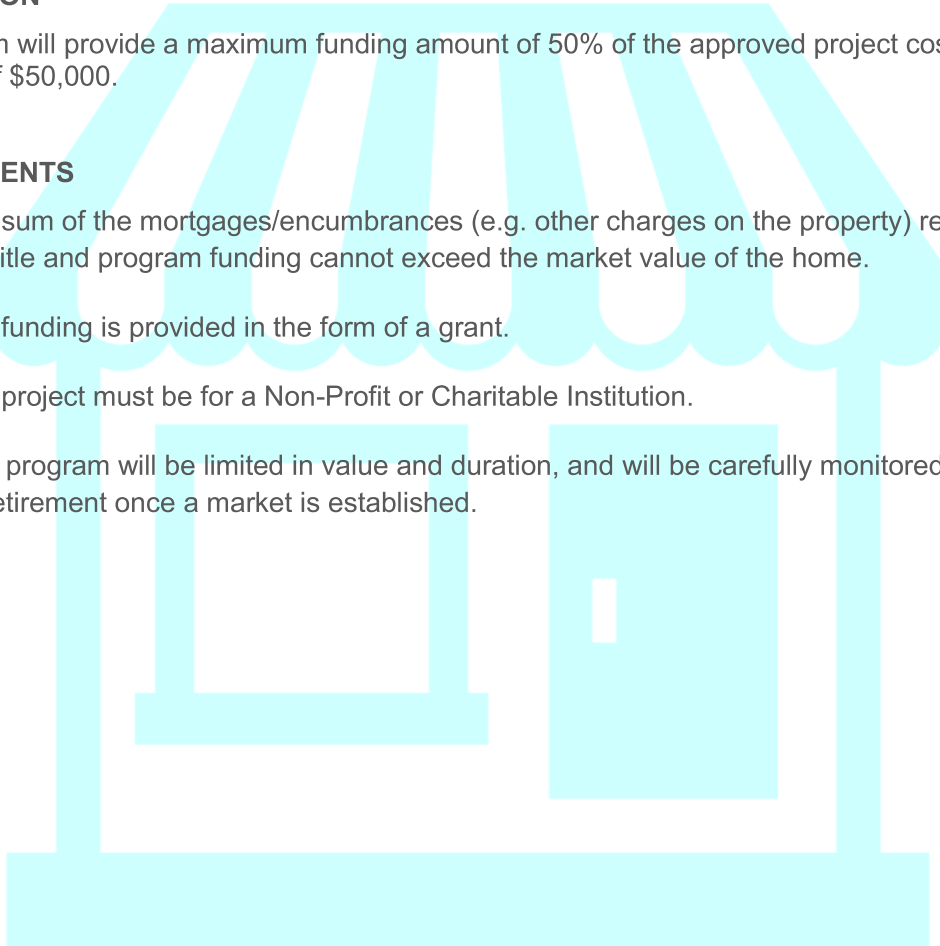 ON
will provide a maximum funding amount of 50% of the approved project
$50,000.
ENTS
sum of the mortgages/encumbrances (e.g. other charges on the property)
and program funding cannot exceed the market value of the home.
funding is provided in the form of a grant.
project must be for a Non-Profit or Charitable Institution.
program will be limited in value and duration, and will be carefully monitored
etirement once a market is established.